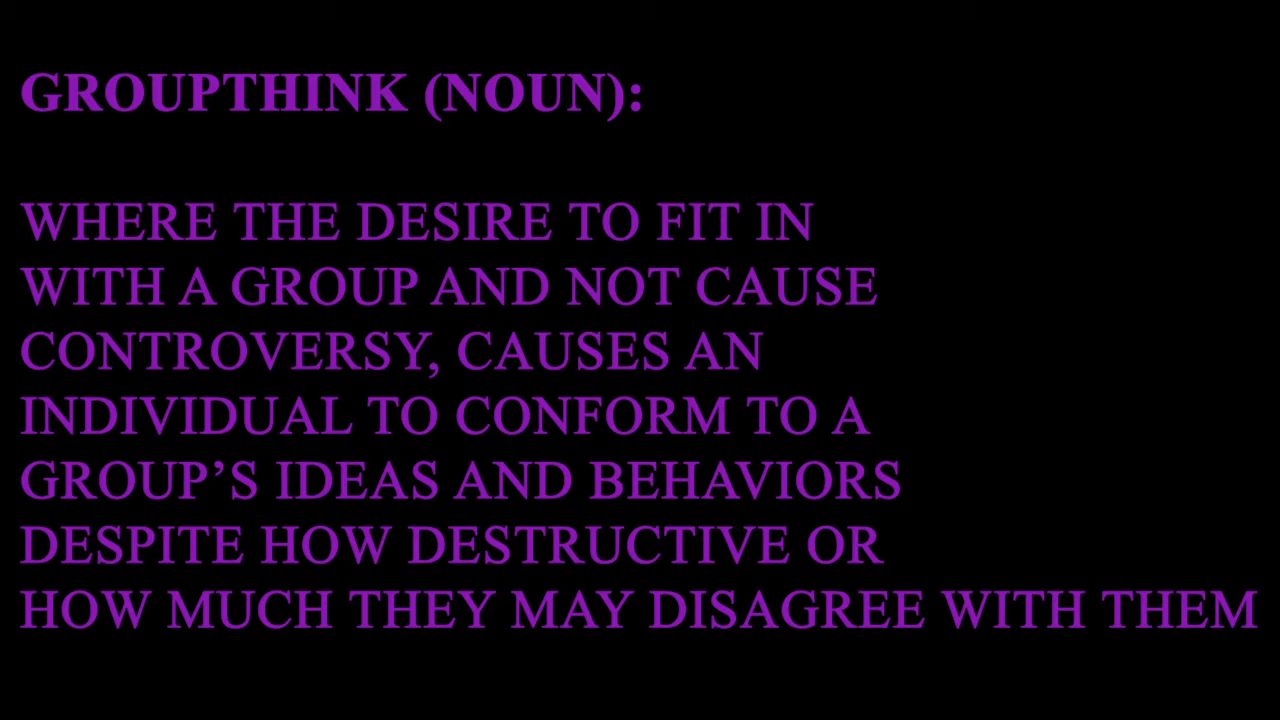 GROUPTHINK (NOUN):
WHERE THE DESIRE TO FIT IN
WITH A GROUP AND NOT CAUSE
CONTROVERSY, CAUSES AN
INDIVIDUAL TO CONFORM TO A
GROUP’S IDEAS AND BEHAVIORS
DESPITE HOW DESTRUCTIVE OR
HOW MUCH THEY MAY DISAGREE WITH THEM